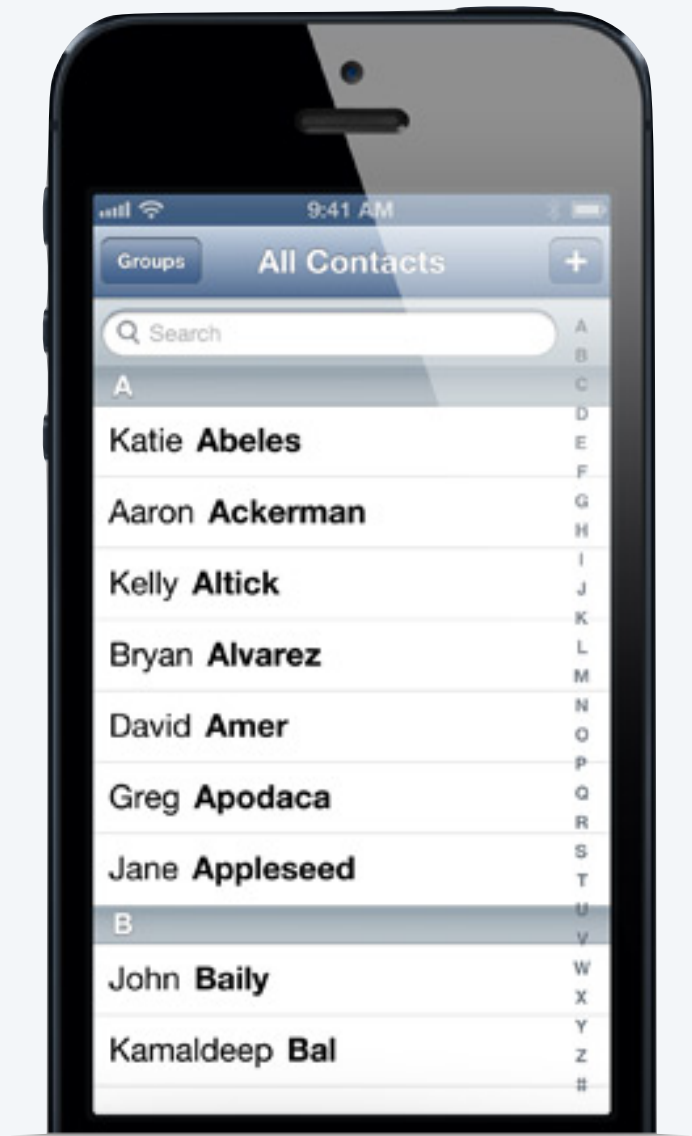 9:41 AM
Groups All Contacts +
Search
A
Katie Abeles
Aaron Ackerman
Kelly Altick
Bryan Alvarez
David Amer
Greg Apodaca
Jane Appleseed
B
John Baily
Kamaldeep Bal
A
B
C
D
E
F
G
H
I
J
K
L
M
N
O
P
Q
R
S
T
U
V
W
X
Y
Z
#